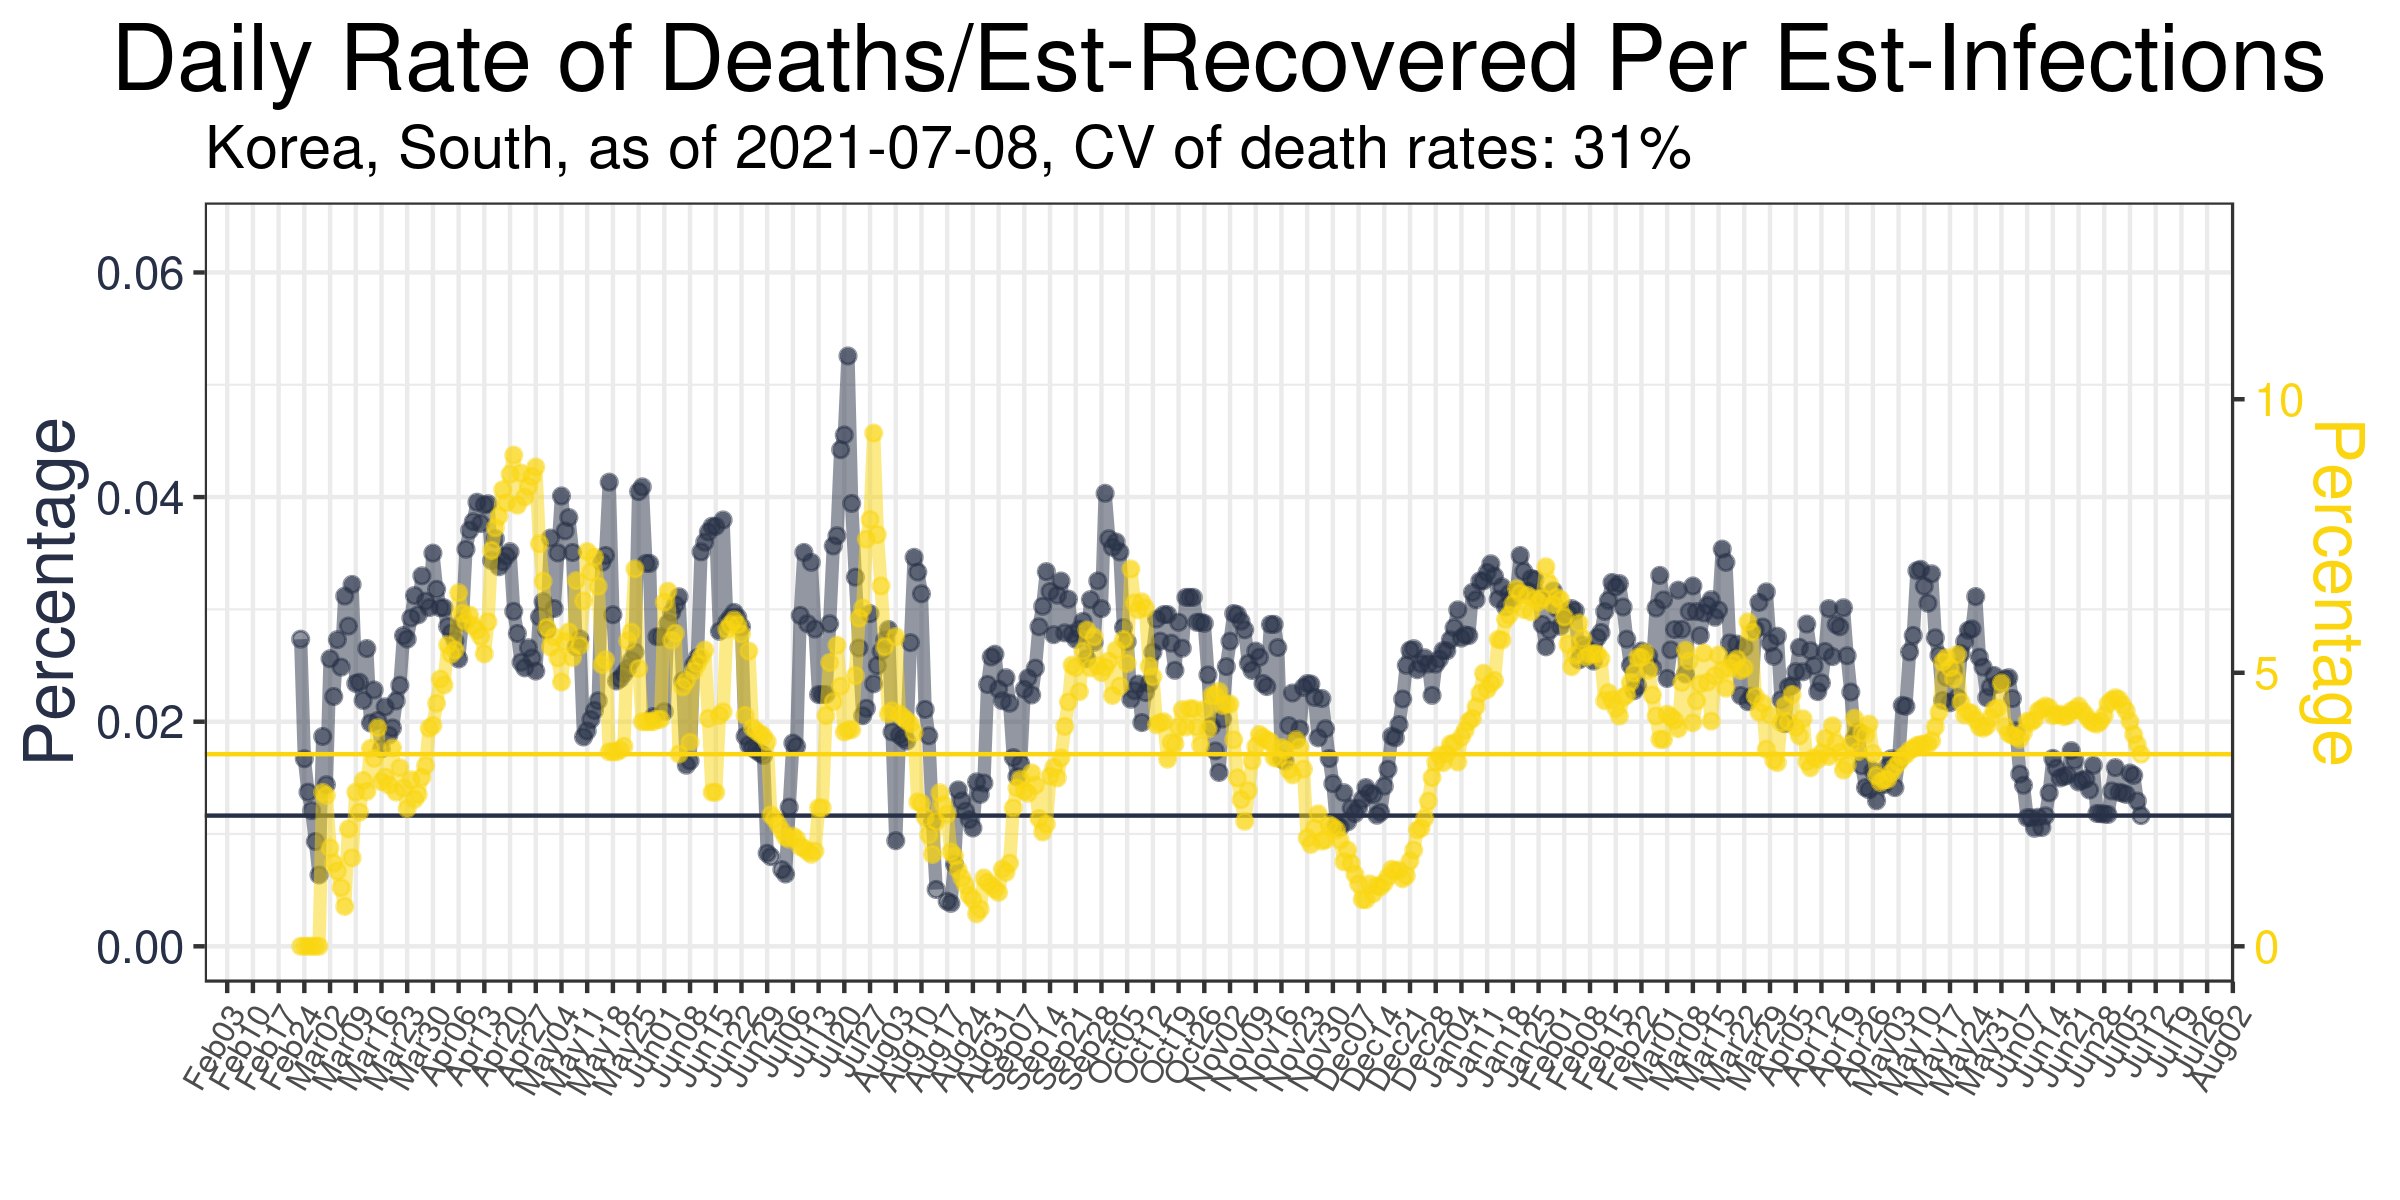 Daily Rate of Deaths/Est-Recovered Per Est-Infections
Korea, South, as of 2021-07-08, CV of death rates: 31%
Percentage
0.06
0.04
0.02
0.00
10
5
0
Percentage
Feb03
Feb10
Feb17
Feb24
Mar02
Mar09
Mar16
Mar23
Mar30
Apr06
Apr13
Apr20
Apr27
May04
May11
May18
May25
Jun01
Jun08
Jun15
Jun22
Jun29
Jul06
Jul13
Jul20
Jul27
Aug03
Aug10
Aug17
Aug24
Aug31
Sep07
Sep14
Sep21
Sep28
Oct05
Oct12
Oct19
Oct26
Nov02
Nov09
Nov16
Nov23
Nov30
Dec07
Dec14
Dec21
Dec28
Jan04
Jan11
Jan18
Jan25
Feb01
Feb08
Feb15
Feb22
Mar01
Mar08
Mar15
Mar22
Mar29
Apr05
Apr12
Apr19
Apr26
May03
May10
May17
May24
May31
Jun07
Jun14
Jun21
Jun28
Jul05
Jul12
Jul19
Jul26
Aug02